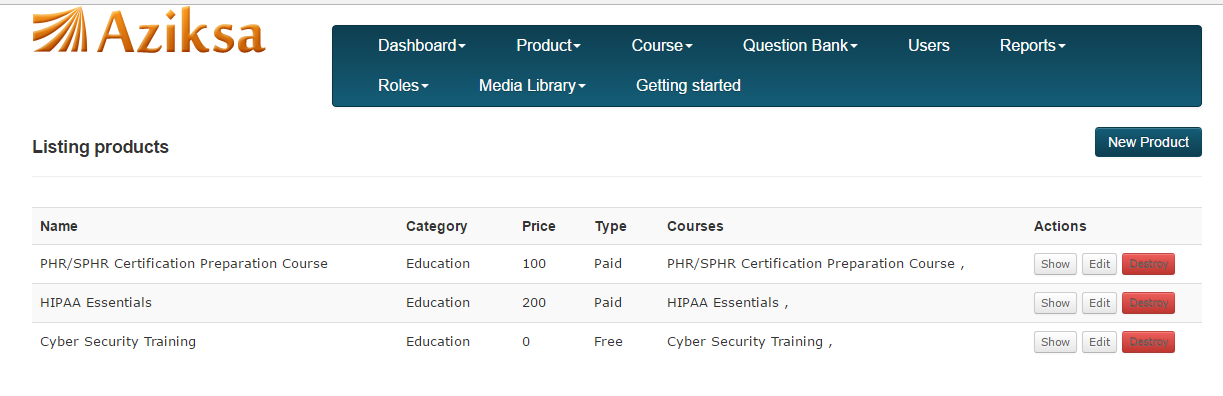 Aziksa
Dashboard Product Course Question Bank Users Reports
Roles Media Library Getting started
Listing products
New Product
Name Category Price Type Courses Actions
PHR/SPHR Certification Preparation Course Education 100 Paid PHR/SPHR Certification Preparation Course , Show Edit Destroy
HIPAA Essentials Education 200 Paid HIPAA Essentials , Show Edit Destroy
Cyber Security Training Education 0 Free Cyber Security Training , Show Edit Destroy